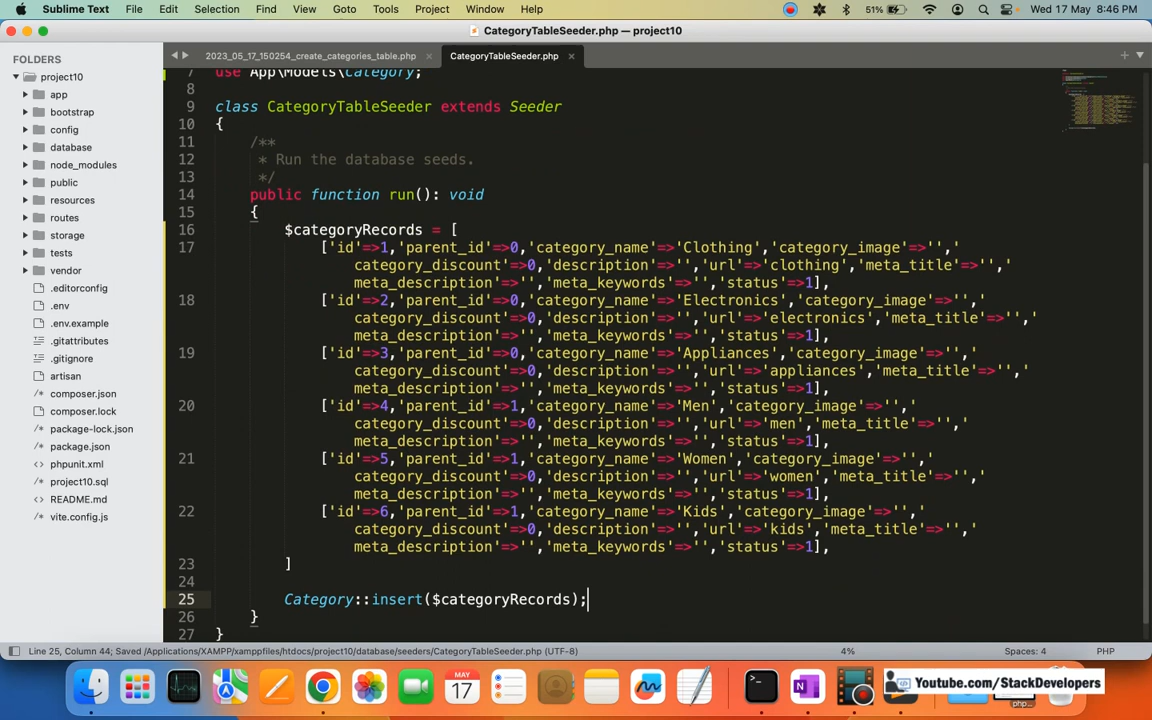 Sublime Text File Edit Selection Find View Goto Tools Project Window Help 51% Wed 17 May 8:46 PM
CategoryTableSeeder.php — project10
FOLDERS
project10
app
bootstrap
config
database
node_modules
public
resources
routes
storage
tests
vendor
.editorconfig
.env
.env.example
.gitattributes
.gitignore
artisan
composer.json
composer.lock
package-lock.json
package.json
phpunit.xml
project10.sql
README.md
vite.config.js
2023_05_17_150254_create_categories_table.php CategoryTableSeeder.php
7 use App\Models\Category;
8
9 class CategoryTableSeeder extends Seeder
10 {
11 /**
12 * Run the database seeds.
13 */
14 public function run(): void
15 {
16 $categoryRecords = [
17 ['id'=>1,'parent_id'=>0,'category_name'=>'Clothing','category_image'=>'','
category_discount'=>0,'description'=>'','url'=>'clothing','meta_title'=>'','
meta_description'=>'','meta_keywords'=>'','status'=>1],
18 ['id'=>2,'parent_id'=>0,'category_name'=>'Electronics','category_image'=>'','
category_discount'=>0,'description'=>'','url'=>'electronics','meta_title'=>'','
meta_description'=>'','meta_keywords'=>'','status'=>1],
19 ['id'=>3,'parent_id'=>0,'category_name'=>'Appliances','category_image'=>'','
category_discount'=>0,'description'=>'','url'=>'appliances','meta_title'=>'','
meta_description'=>'','meta_keywords'=>'','status'=>1],
20 ['id'=>4,'parent_id'=>1,'category_name'=>'Men','category_image'=>'','
category_discount'=>0,'description'=>'','url'=>'men','meta_title'=>'','
meta_description'=>'','meta_keywords'=>'','status'=>1],
21 ['id'=>5,'parent_id'=>1,'category_name'=>'Women','category_image'=>'','
category_discount'=>0,'description'=>'','url'=>'women','meta_title'=>'','
meta_description'=>'','meta_keywords'=>'','status'=>1],
22 ['id'=>6,'parent_id'=>1,'category_name'=>'Kids','category_image'=>'','
category_discount'=>0,'description'=>'','url'=>'kids','meta_title'=>'','
meta_description'=>'','meta_keywords'=>'','status'=>1],
23 ]
24
25 Category::insert($categoryRecords);
26 }
27 }
Line 25, Column 44; Saved /Applications/XAMPP/xamppfiles/htdocs/project10/database/seeders/CategoryTableSeeder.php (UTF-8) 4% Spaces: 4 PHP
MAY
17
Youtube.com/StackDevelopers